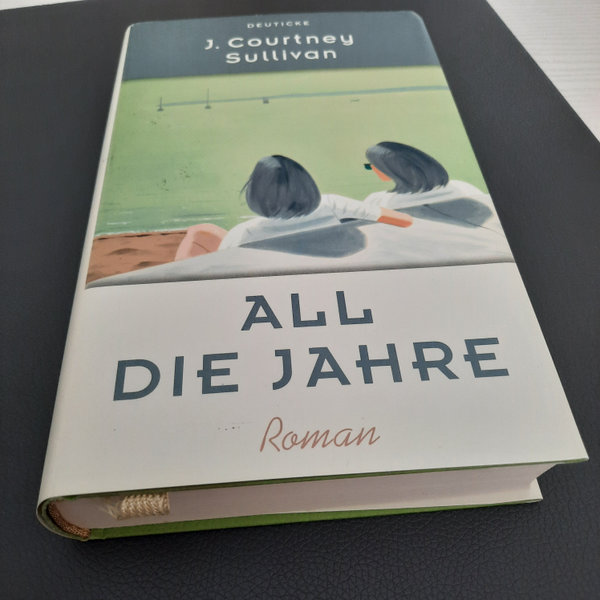 DEUTICKE
J. Courtney
Sullivan
ALL
DIE JAHRE
Roman